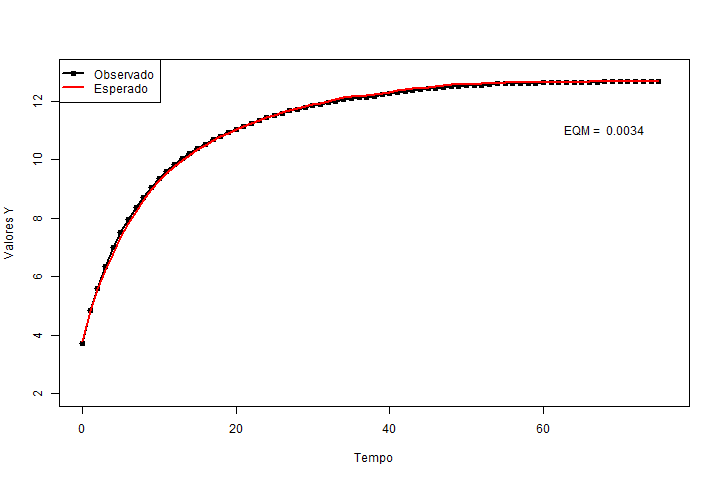 Observado
Esperado
12
10
8
6
4
2
EQM = 0.0034
Valores Y
0
20
40
60
Tempo